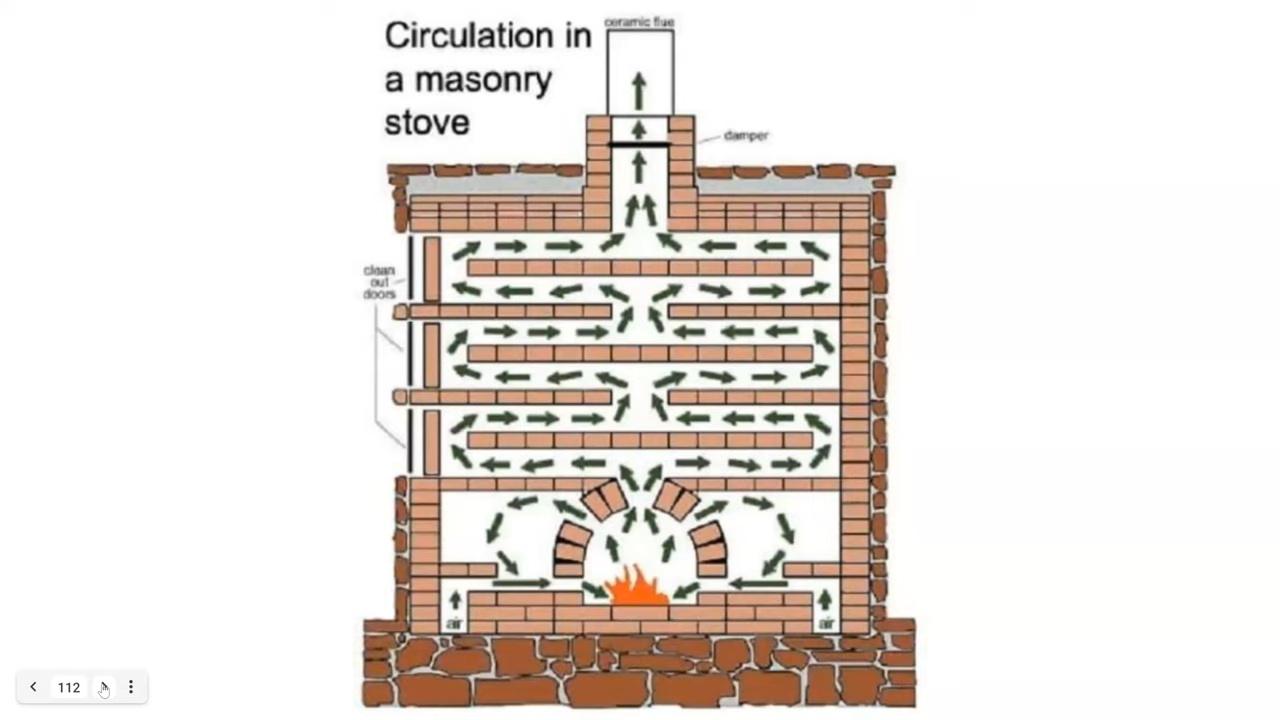 ceramic flue
Circulation in
a masonry
stove
damper
clean
out
doors
air
air
112